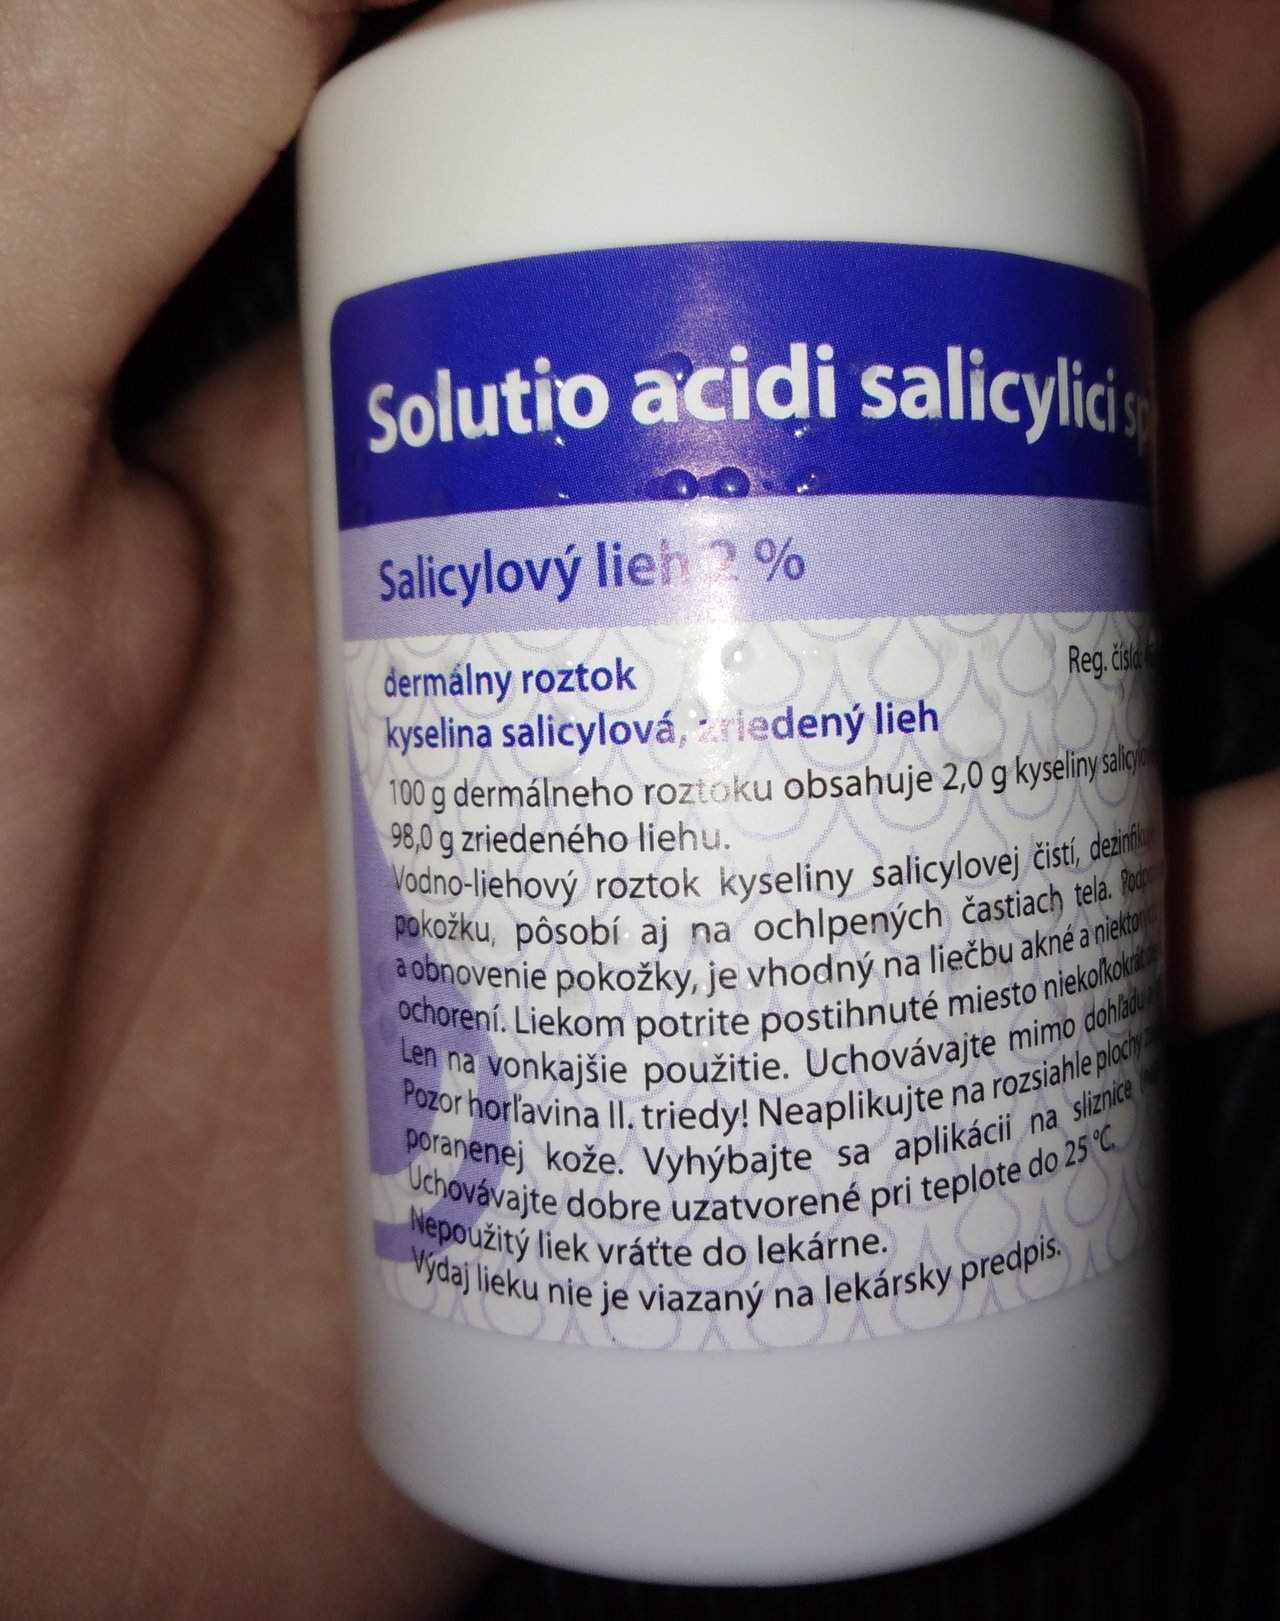 Solutio acidi salicylici
Salicylový lieh 2 %
dermálny roztok
Reg. číslo:
kyselina salicylová, zriedený lieh
100 g dermálneho roztoku obsahuje 2,0 g kyseliny
98,0 g zriedeného liehu.
Vodno-liehový roztok kyseliny salicylovej čistí,
pokožku, pôsobí aj na ochlpených častiach tela.
a obnovenie pokožky, je vhodný na liečbu akné a
ochorení. Liekom potrite postihnuté miesto niekoľkokrát
Len na vonkajšie použitie. Uchovávajte mimo dohľadu
Pozor horľavina II. triedy! Neaplikujte na rozsiahle plochy
poranenej kože. Vyhýbajte sa aplikácii na sliznice
Uchovávajte dobre uzatvorené pri teplote do 25 °C.
Nepoužitý liek vráťte do lekárne.
Výdaj lieku nie je viazaný na lekársky predpis.